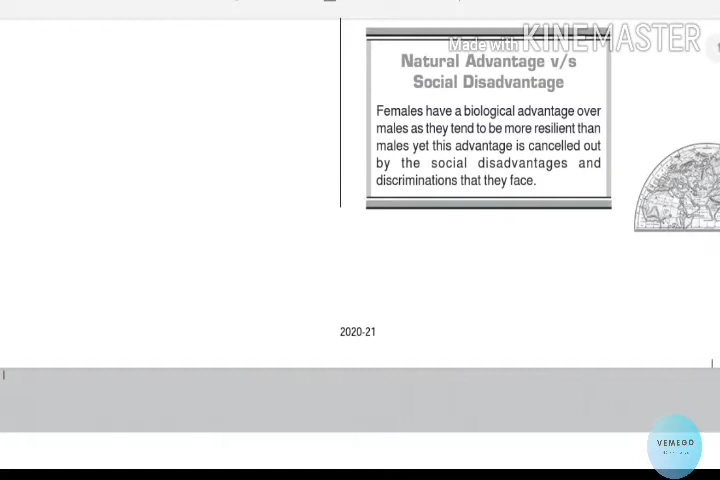 Made with KINEMASTER
Natural Advantage v/s
Social Disadvantage
Females have a biological advantage over
males as they tend to be more resilient than
males yet this advantage is cancelled out
by the social disadvantages and
discriminations that they face.
2020-21
VEMEGO